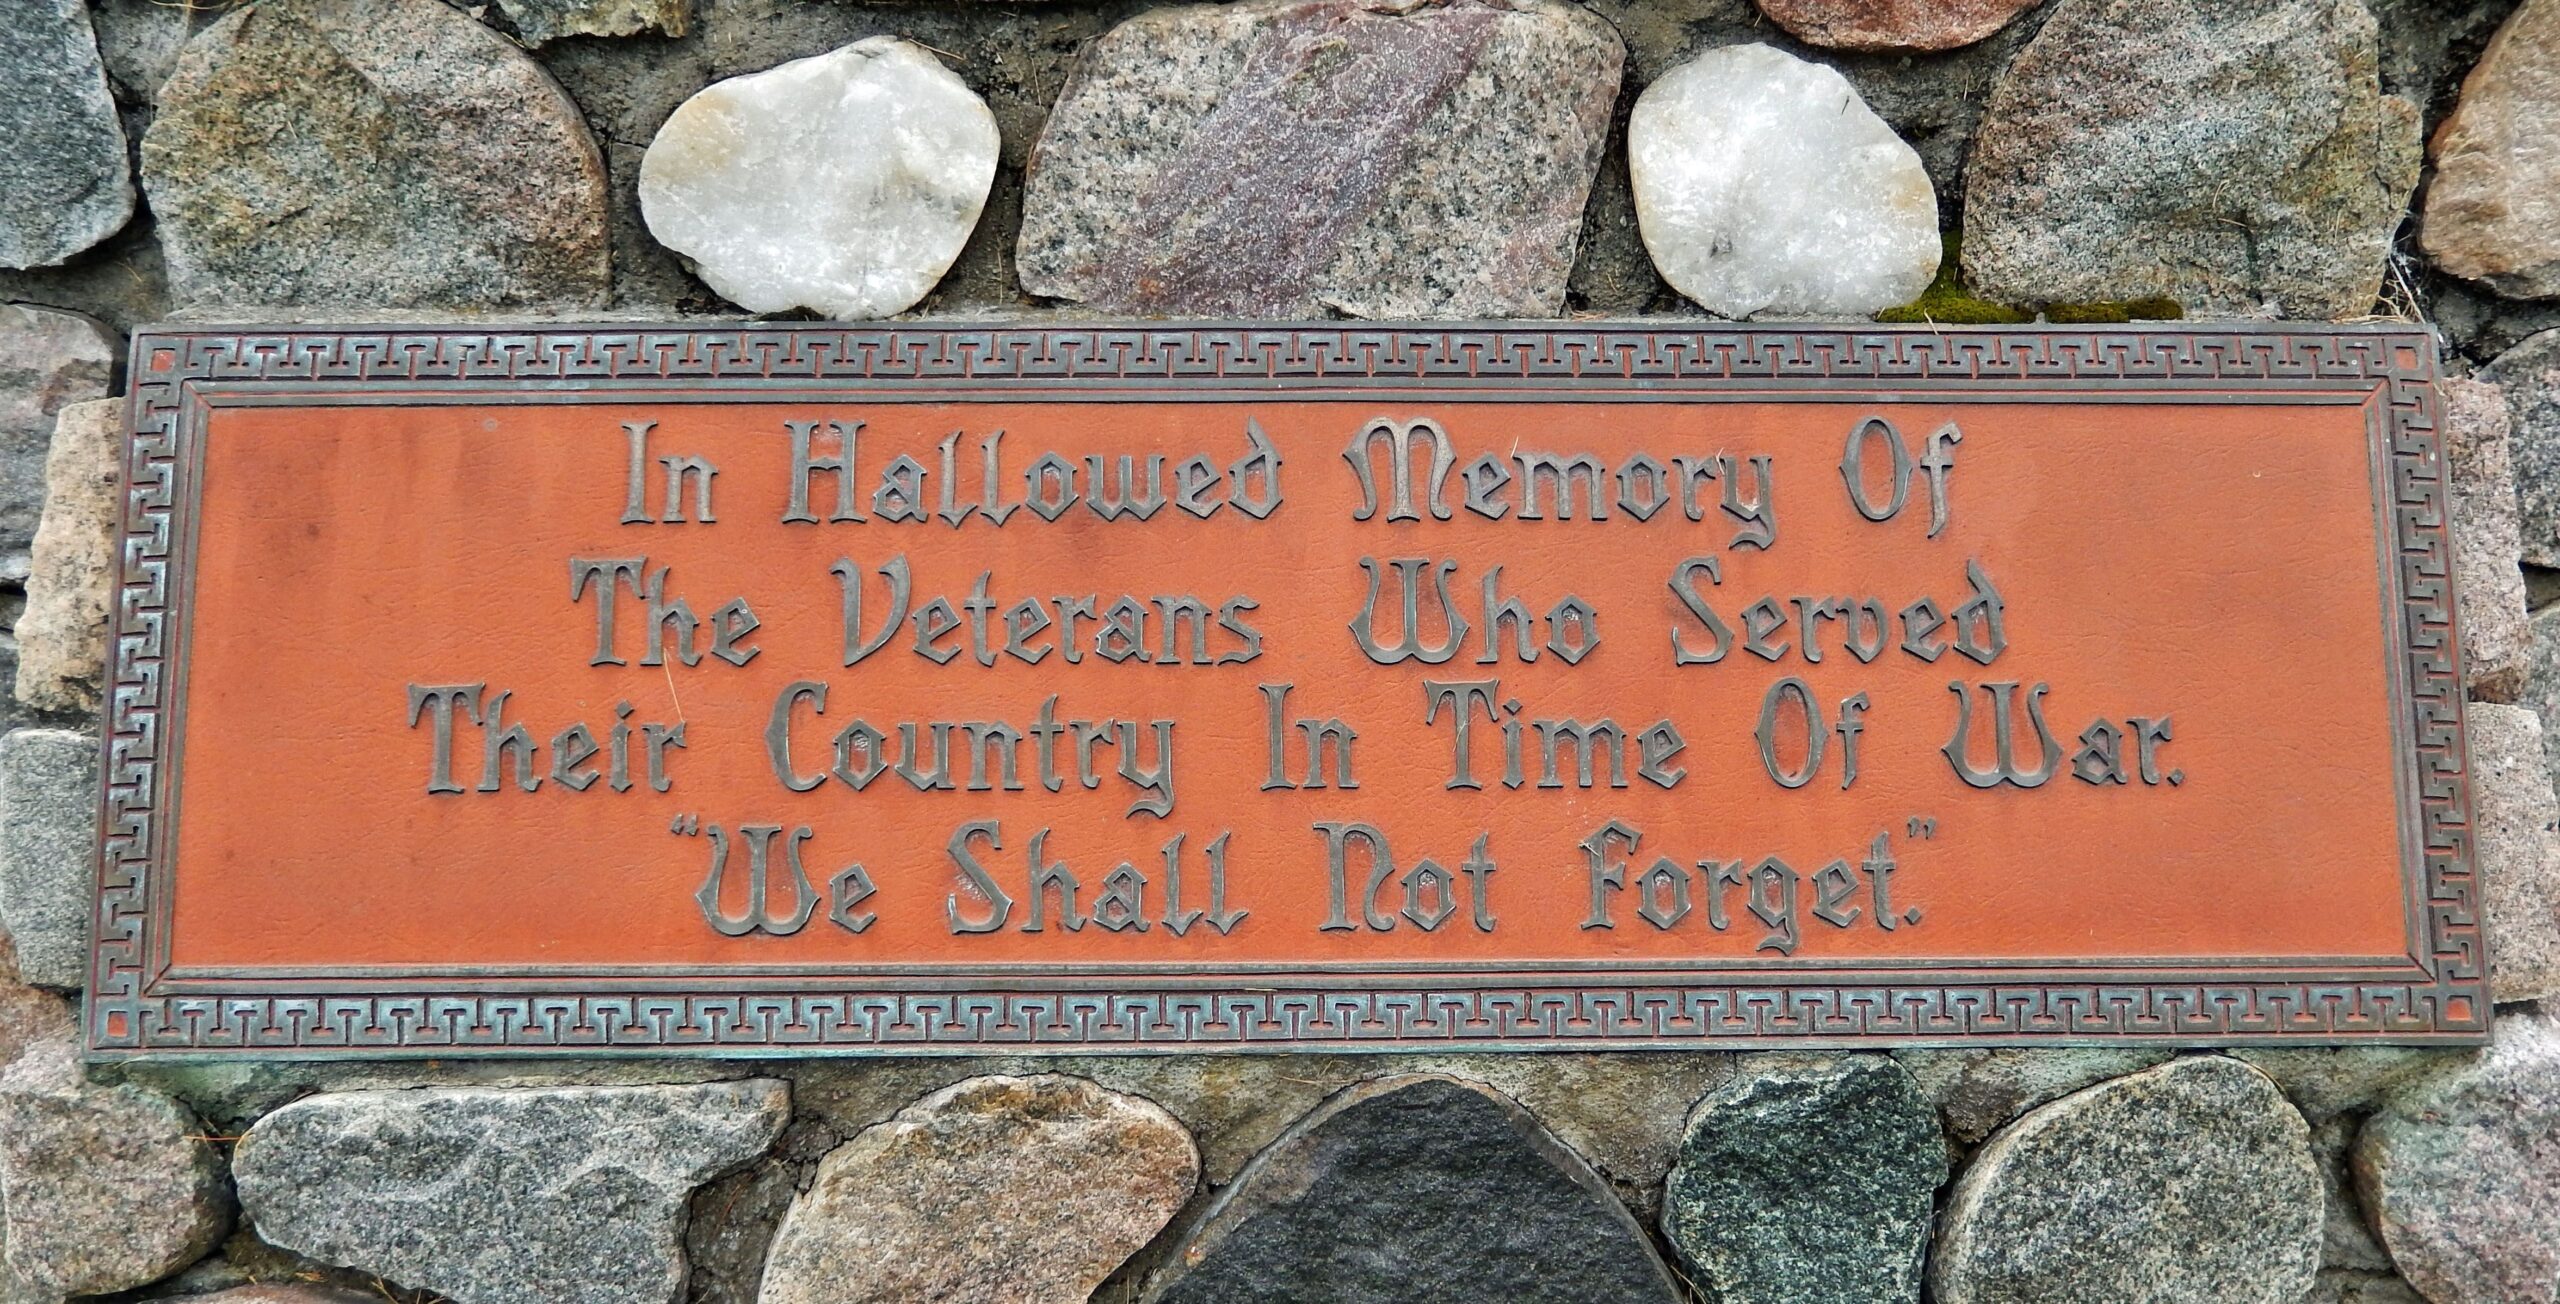 In Hallowed Memory Of
The Veterans Who Served
Their Country In Time Of War.
“We Shall Not Forget.”